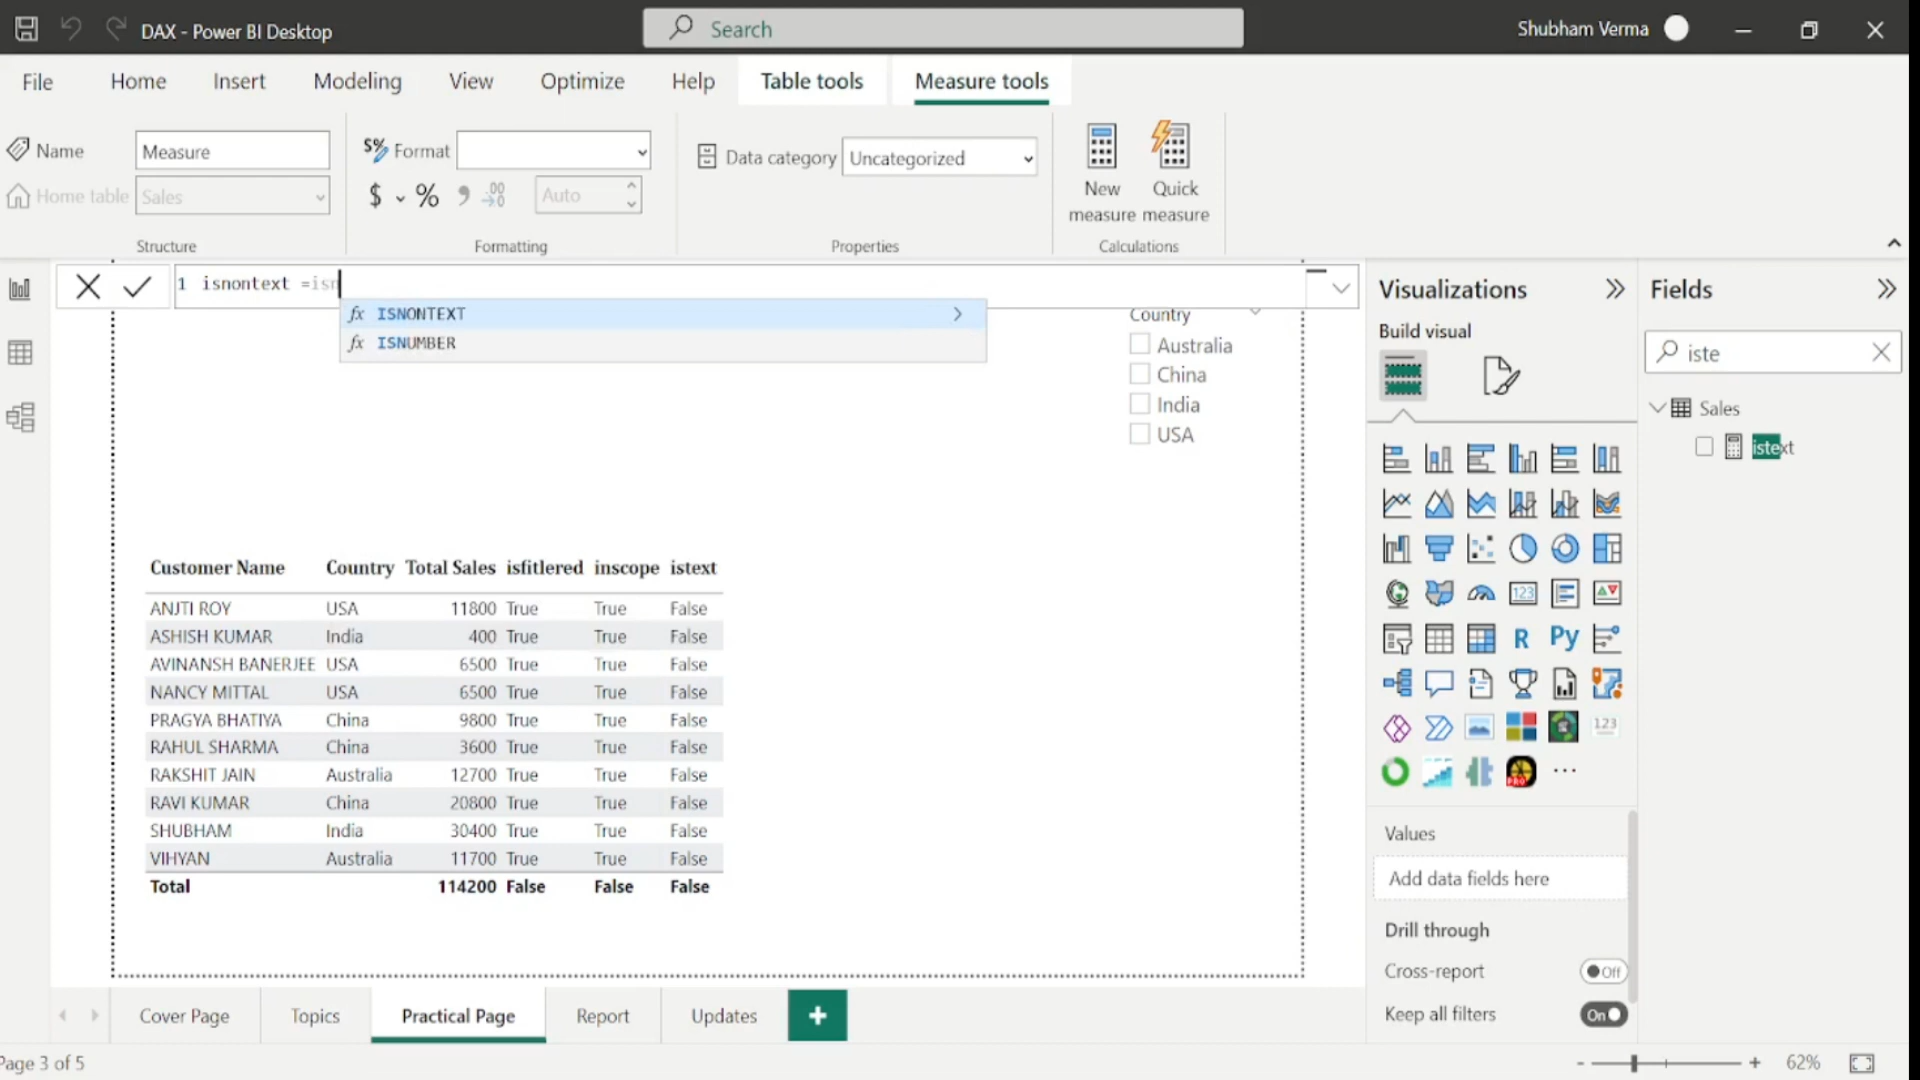 DAX - Power BI Desktop
Search
Shubham Verma
File Home Insert Modeling View Optimize Help Table tools Measure tools
Name Measure
Home table Sales
Structure
$% Format
$ % 9 .00 →0 Auto
Formatting
Data category Uncategorized
Properties
New measure
Quick measure
Calculations
1 isnontext =isn
fx ISNONTEXT
fx ISNUMBER
Country
Australia
China
India
USA
Customer Name Country Total Sales isfitlered inscope istext
ANJTI ROY USA 11800 True True False
ASHISH KUMAR India 400 True True False
AVINANSH BANERJEE USA 6500 True True False
NANCY MITTAL USA 6500 True True False
PRAGYA BHATIYA China 9800 True True False
RAHUL SHARMA China 3600 True True False
RAKSHIT JAIN Australia 12700 True True False
RAVI KUMAR China 20800 True True False
SHUBHAM India 30400 True True False
VIHYAN Australia 11700 True True False
Total 114200 False False False
Visualizations
Build visual
123
R Py
123
PRO
...
Values
Add data fields here
Drill through
Cross-report Off
Keep all filters On
Fields
iste
Sales
istext
Cover Page Topics Practical Page Report Updates +
Page 3 of 5
- + 62%